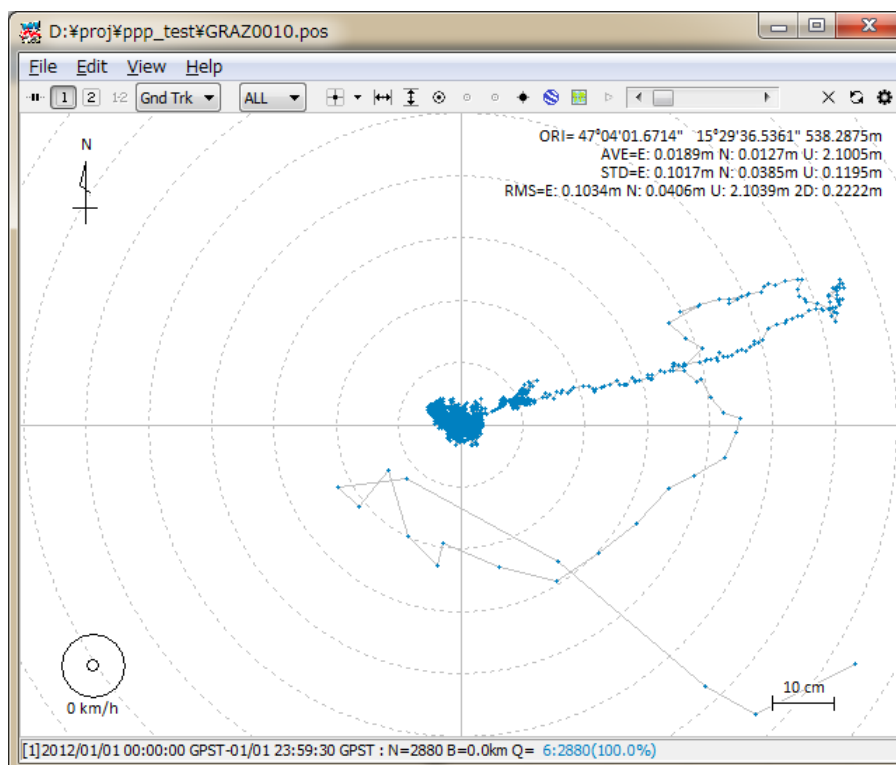 D:¥proj¥ppp_test¥GRAZ0010.pos
File Edit View Help
1 2 1-2 Gnd Trk ALL
ORI= 47°04'01.6714" 15°29'36.5361" 538.2875m
AVE=E: 0.0189m N: 0.0127m U: 2.1005m
STD=E: 0.1017m N: 0.0385m U: 0.1195m
RMS=E: 0.1034m N: 0.0406m U: 2.1039m 2D: 0.2222m
N
0 km/h
10 cm
[1]2012/01/01 00:00:00 GPST-01/01 23:59:30 GPST : N=2880 B=0.0km Q= 6:2880(100.0%)